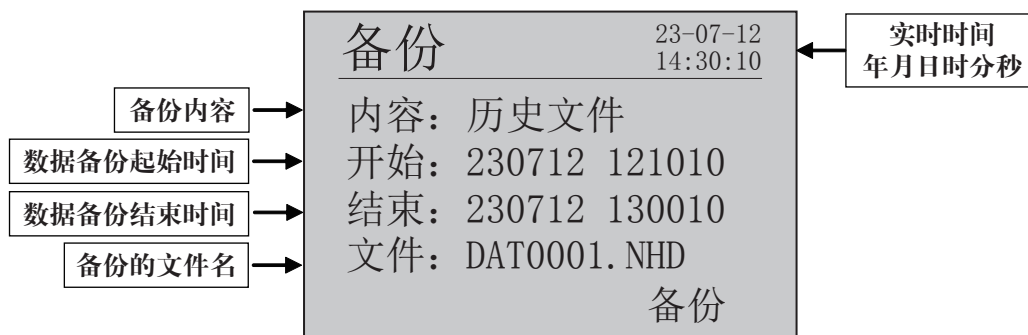 备份
23-07-12
14:30:10
实时时间
年月日时分秒
备份内容
内容：历史文件
数据备份起始时间
开始：230712 121010
数据备份结束时间
结束：230712 130010
备份的文件名
文件：DAT0001.NHD
备份